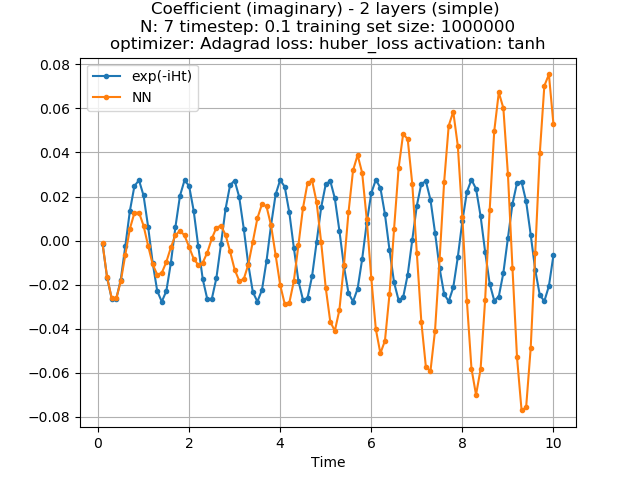 Coefficient (imaginary) - 2 layers (simple)
N: 7 timestep: 0.1 training set size: 1000000
optimizer: Adagrad loss: huber_loss activation: tanh
exp(-iHt)
NN
0.08
0.06
0.04
0.02
0.00
−0.02
−0.04
−0.06
−0.08
0 2 4 6 8 10
Time